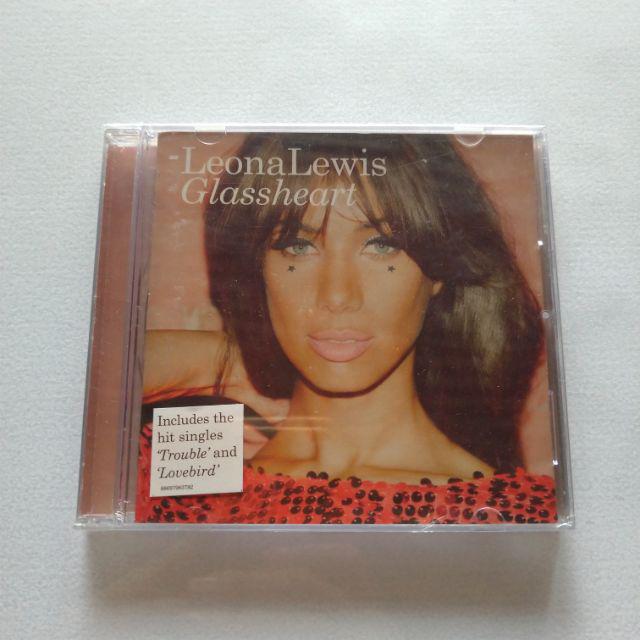 LeonaLewis
Glassheart
Includes the
hit singles
‘Trouble’ and
‘Lovebird’